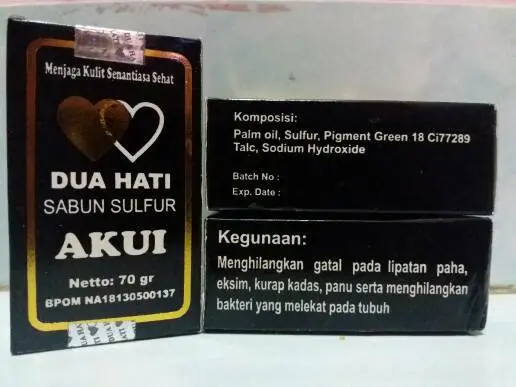 Menjaga Kulit Senantiasa Sehat
DUA HATI
SABUN SULFUR
AKUI
Netto: 70 gr
BPOM NA18130500137
Komposisi:
Palm oil, Sulfur, Pigment Green 18 Ci77289
Talc, Sodium Hydroxide
Batch No :
Exp. Date :
Kegunaan:
Menghilangkan gatal pada lipatan paha,
eksim, kurap kadas, panu serta menghilangkan
bakteri yang melekat pada tubuh